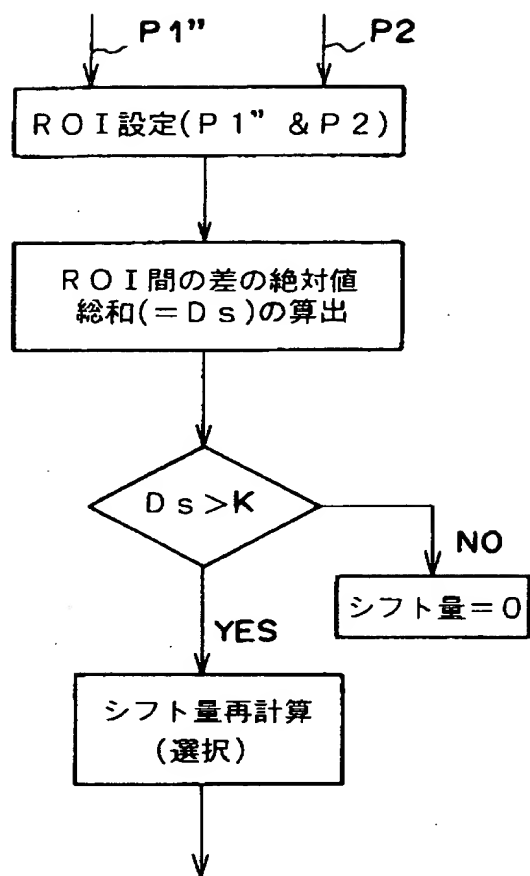 P1”
P2
ROI設定(P1” & P2)
ROI間の差の絶対値
総和(=Ds)の算出
Ds>K
NO
シフト量=0
YES
シフト量再計算
(選択)